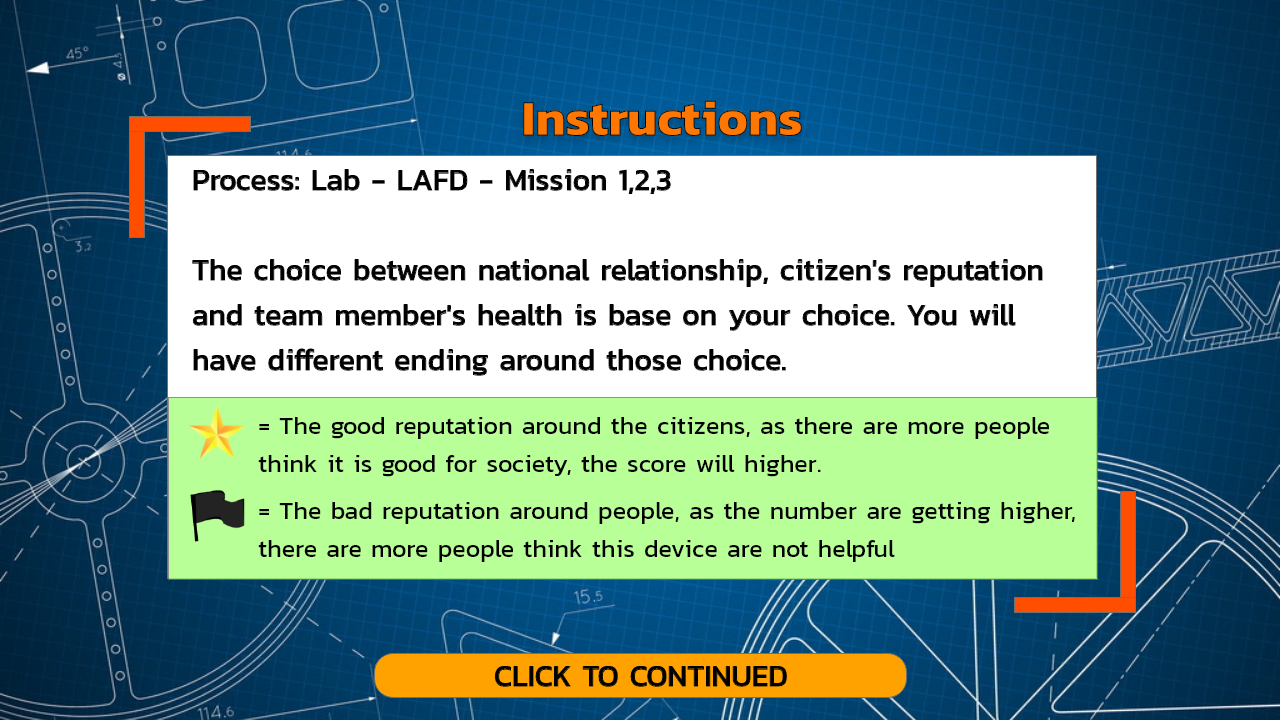 45°
ø 4.5
Instructions
114.6
Process: Lab - LAFD - Mission 1,2,3
3,2
The choice between national relationship, citizen's reputation
and team member's health is base on your choice. You will
have different ending around those choice.
= The good reputation around the citizens, as there are more people
think it is good for society, the score will higher.
= The bad reputation around people, as the number are getting higher,
there are more people think this device are not helpful
15.5
CLICK TO CONTINUED
114.6